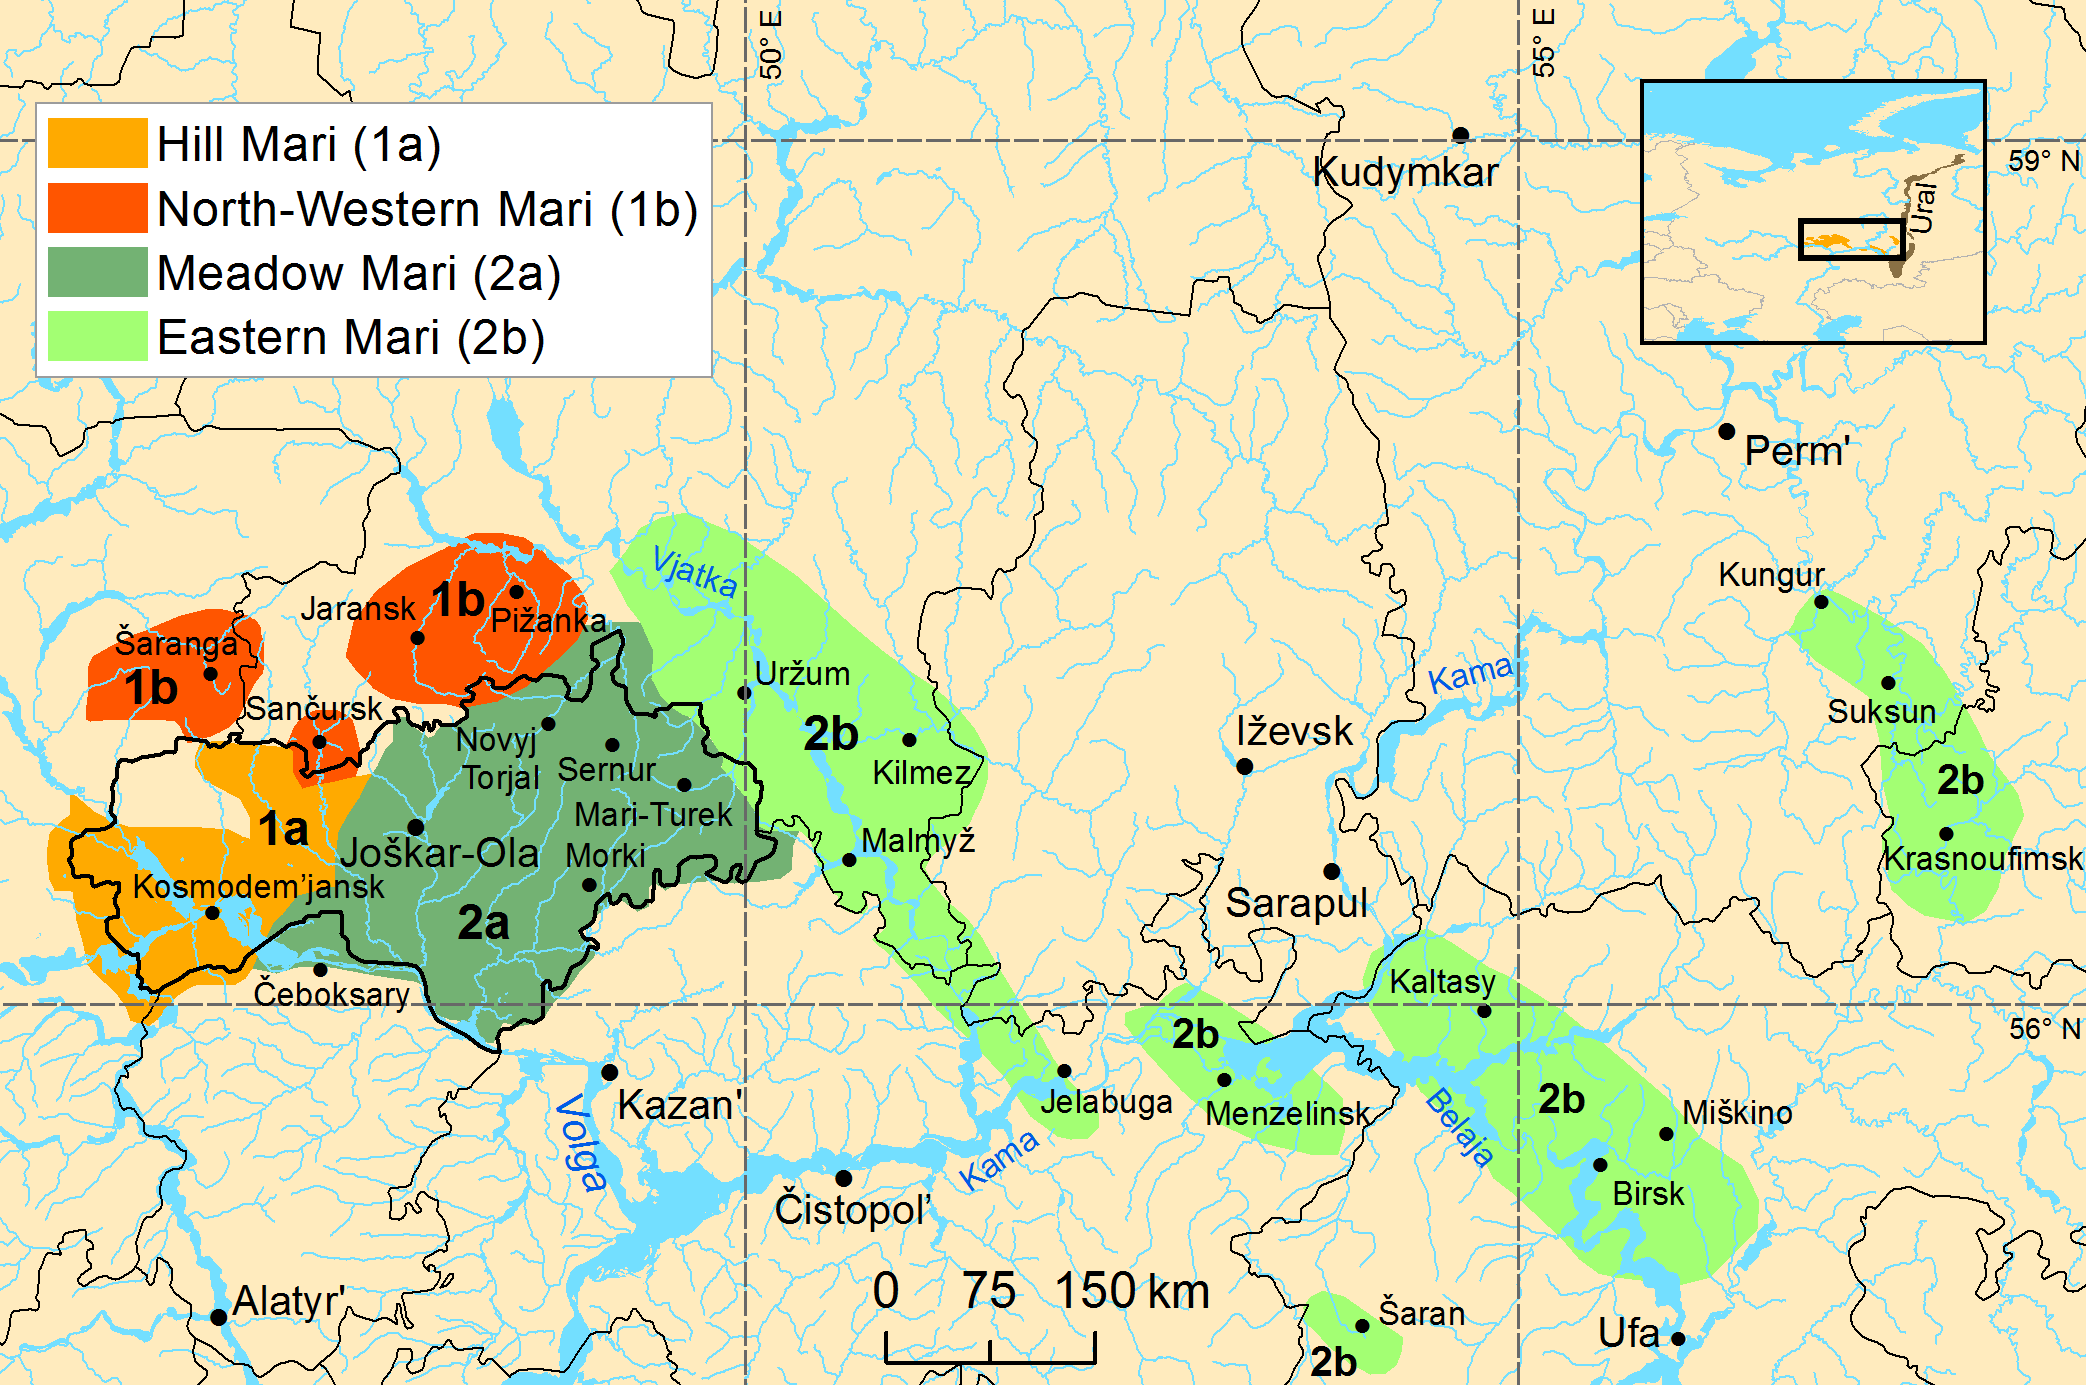 50° E
55° E
Hill Mari (1a)
North-Western Mari (1b)
Meadow Mari (2a)
Eastern Mari (2b)
Kudymkar
59° N
Ural
Perm'
Vjatka
Kungur
Jaransk
1b
Pižanka
Šaranga
1b
Sančursk
Uržum
Kama
Suksun
Novyj
Torjal
Sernur
2b
Kilmez
Iževsk
2b
Mari-Turek
1a
Joškar-Ola
Morki
Malmyž
Krasnoufimsk
Kosmodem’jansk
2a
Sarapul
Čeboksary
Kaltasy
2b
56° N
Kazan'
Volga
Jelabuga
Menzelinsk
Belaja
2b
Miškino
Kama
Birsk
Čistopol’
Alatyr'
0 75 150 km
Šaran
2b
Ufa